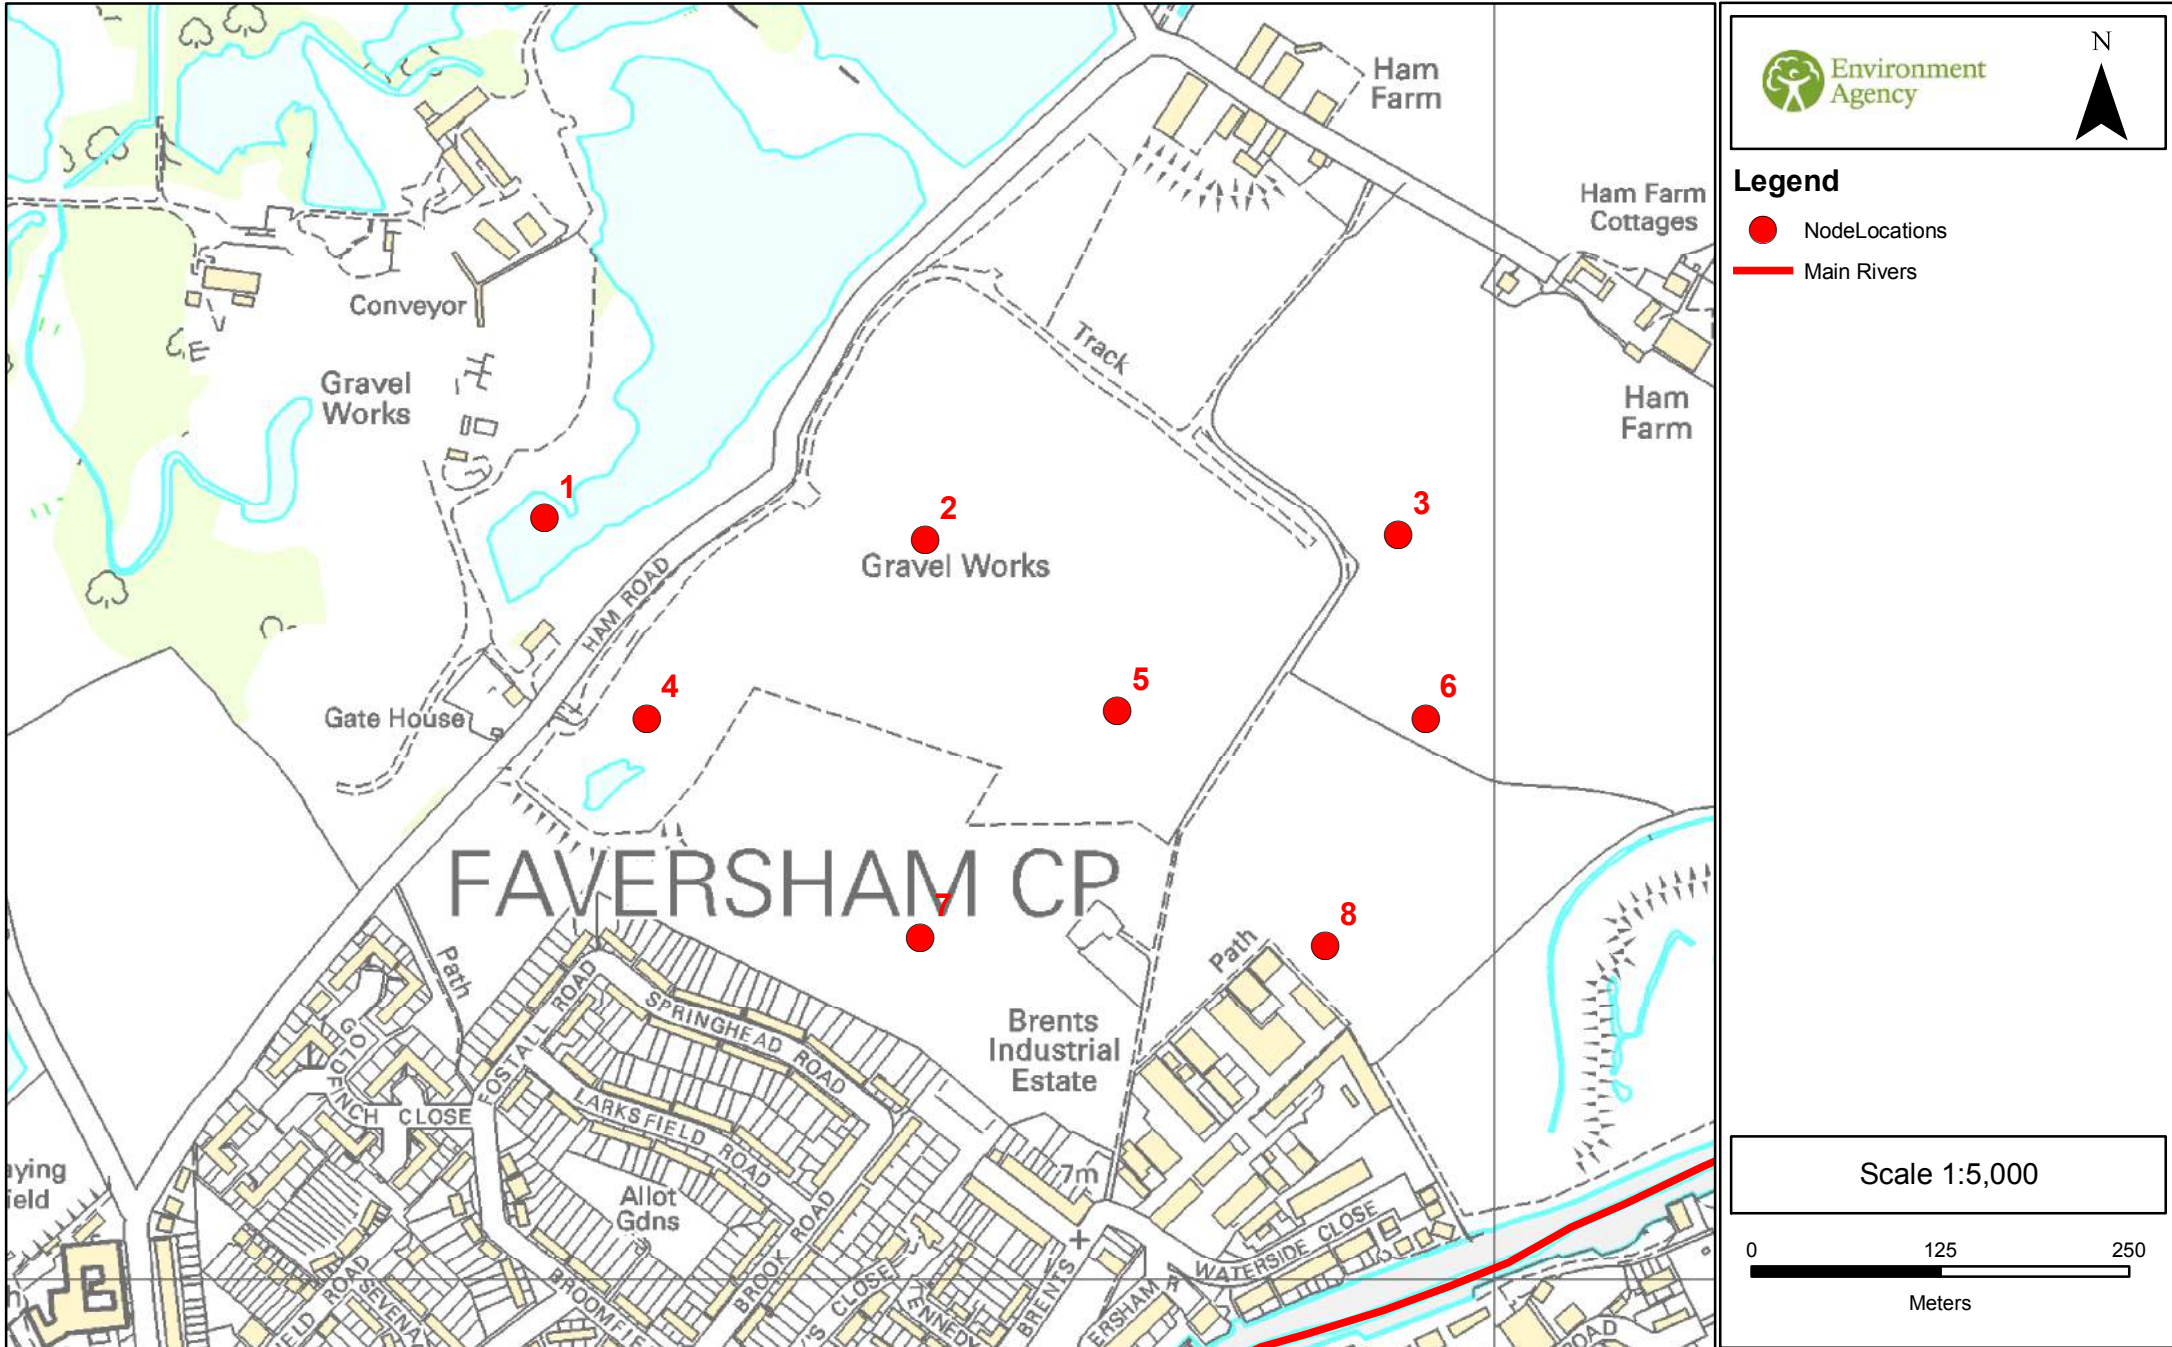 Ham
Farm
Ham Farm
Cottages
Conveyor
Gravel
Works
Track
Ham
Farm
1
2
3
Gravel Works
HAM ROAD
4
5
6
Gate House
FAVERSHAM CP
7
8
Path
Path
FOSTALL ROAD
SPRINGHEAD ROAD
GOLDFINCH CLOSE
LARKSFIELD ROAD
Brents
Industrial
Estate
7m
Allot
Gdns
BROOK ROAD
WATERSIDE CLOSE
CLOSE
BRENTS
ROAD
Environment
Agency
N
Legend
NodeLocations
Main Rivers
Scale 1:5,000
0 125 250
Meters